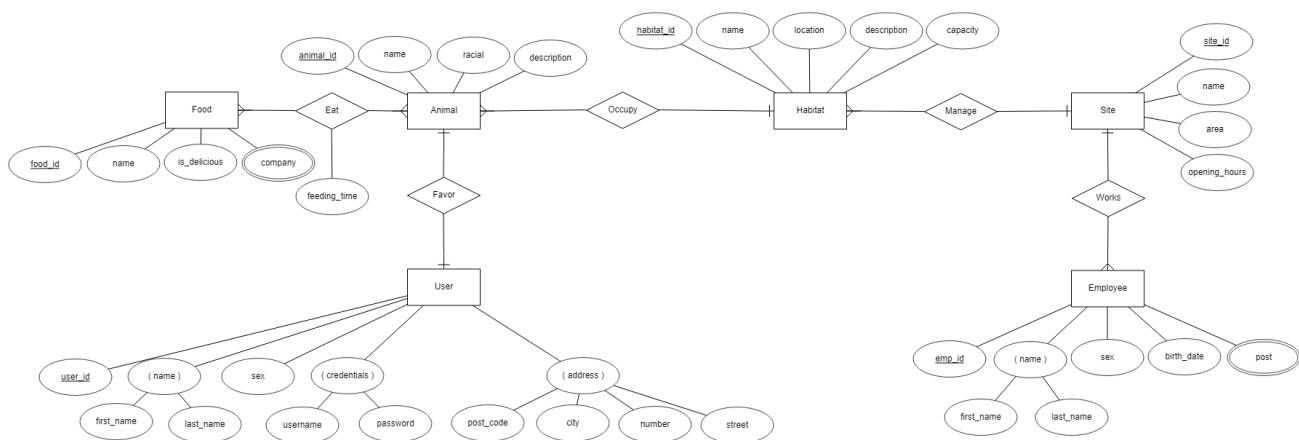 habitat_id
name
location
description
capacity
site_id
animal_id
name
racial
description
name
Food
Eat
Animal
Occupy
Habitat
Manage
Site
area
food_id
name
is_delicious
company
opening_hours
feeding_time
Favor
Works
User
Employee
user_id
( name )
sex
( credentials )
( address )
emp_id
( name )
sex
birth_date
post
first_name
last_name
username
password
post_code
city
number
street
first_name
last_name